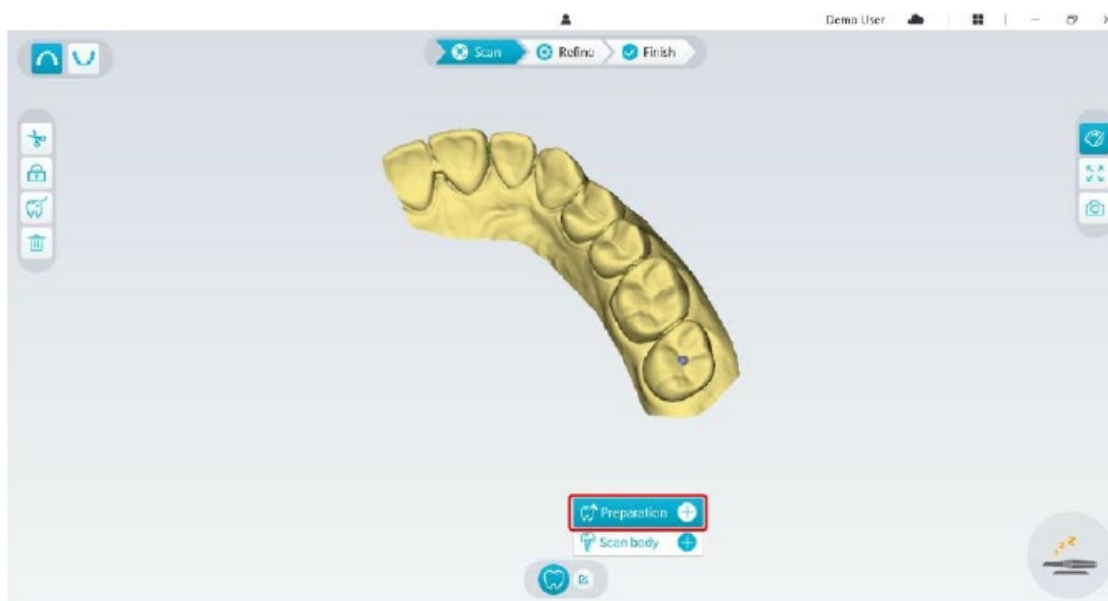 Demo User
Scan
Refine
Finish
Preparation
Scan body
z z z